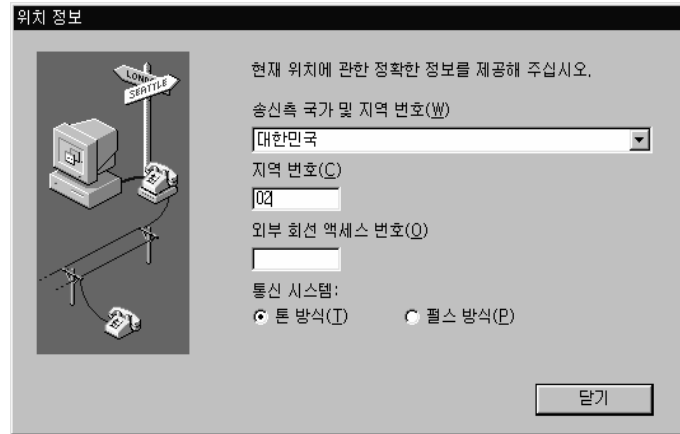 위치 정보
LONDON
SEATTLE
현재 위치에 관한 정확한 정보를 제공해 주십시오.
송신측 국가 및 지역 번호(W)
대한민국
지역 번호(C)
02
외부 회선 액세스 번호(O)
통신 시스템:
톤 방식(T) 펄스 방식(P)
닫기